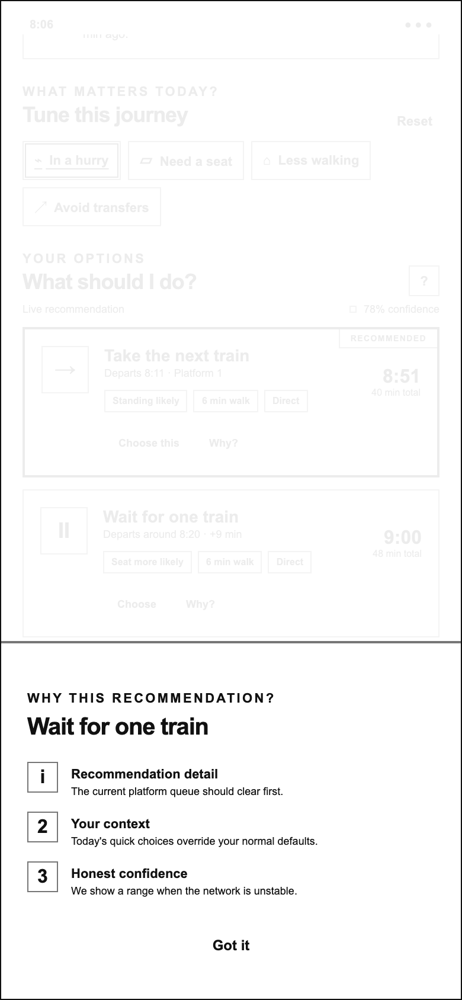 8:06
min ago.
WHAT MATTERS TODAY?
Tune this journey
Reset
In a hurry
Need a seat
Less walking
Avoid transfers
YOUR OPTIONS
What should I do?
?
Live recommendation
78% confidence
RECOMMENDED
Take the next train
Departs 8:11 · Platform 1
8:51
40 min total
Standing likely
6 min walk
Direct
Choose this
Why?
Wait for one train
Departs around 8:20 · +9 min
9:00
48 min total
Seat more likely
6 min walk
Direct
Choose
Why?
WHY THIS RECOMMENDATION?
Wait for one train
i
Recommendation detail
The current platform queue should clear first.
2
Your context
Today's quick choices override your normal defaults.
3
Honest confidence
We show a range when the network is unstable.
Got it